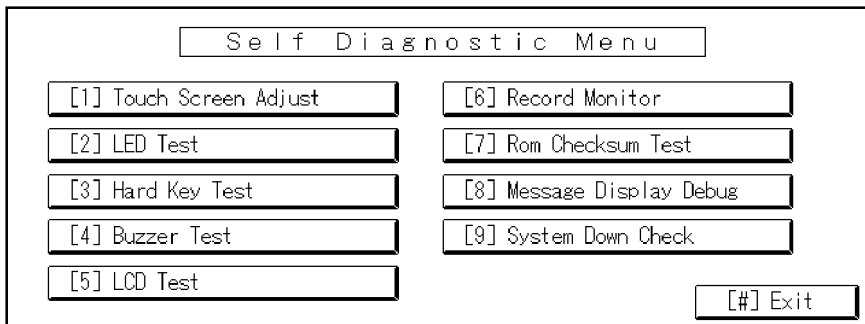 Self Diagnostic Menu
[1] Touch Screen Adjust
[2] LED Test
[3] Hard Key Test
[4] Buzzer Test
[5] LCD Test
[6] Record Monitor
[7] Rom Checksum Test
[8] Message Display Debug
[9] System Down Check
[#] Exit